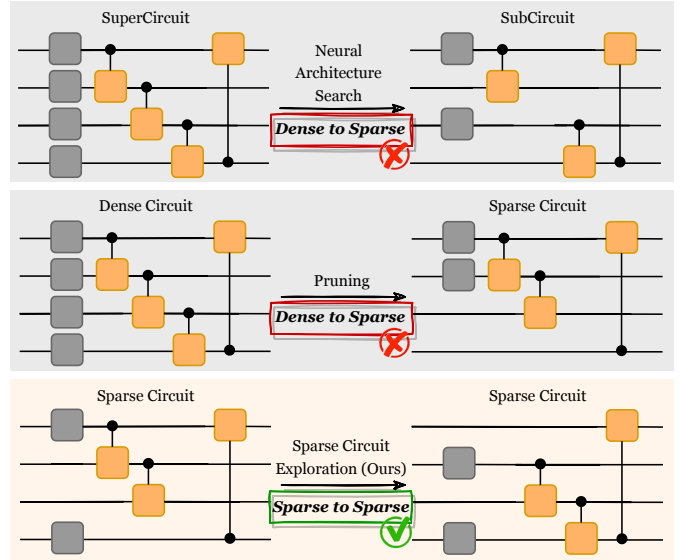 SuperCircuit
SubCircuit
Neural
Architecture
Search
Dense to Sparse
Dense Circuit
Sparse Circuit
Pruning
Dense to Sparse
Sparse Circuit
Sparse Circuit
Sparse Circuit
Exploration (Ours)
Sparse to Sparse